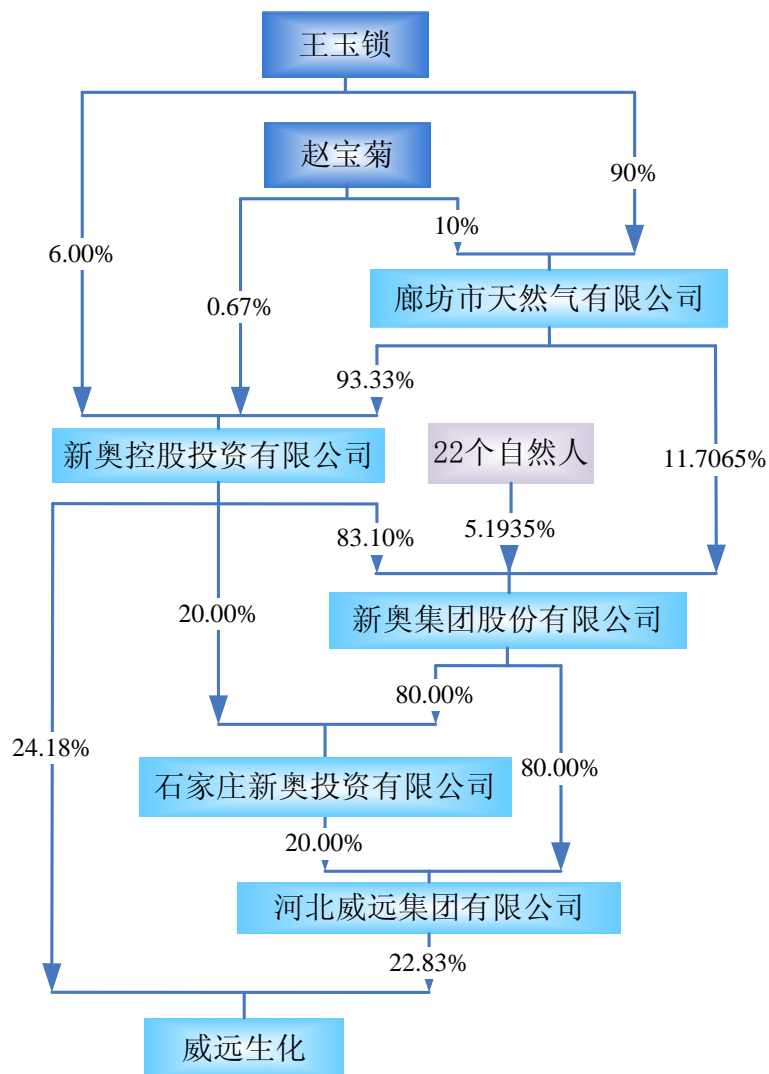 王玉锁
赵宝菊
90%
10%
6.00%
廊坊市天然气有限公司
0.67%
93.33%
新奥控股投资有限公司
22个自然人
11.7065%
5.1935%
83.10%
20.00%
新奥集团股份有限公司
80.00%
24.18%
石家庄新奥投资有限公司
80.00%
20.00%
河北威远集团有限公司
22.83%
威远生化